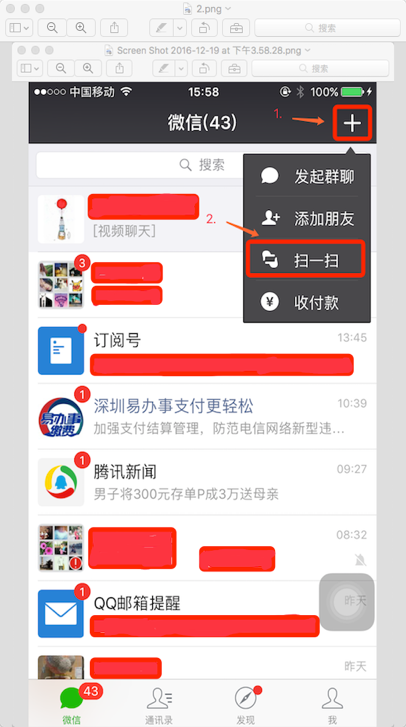 2.png
搜索
Screen Shot 2016-12-19 at 下午3.58.28.png
搜索
中国移动
15:58
100%
微信(43)
1.
搜索
发起群聊
添加朋友
2.
扫一扫
¥
收付款
[视频聊天]
3
订阅号
13:45
1
深圳易办事支付更轻松
10:39
易办事
缴费
加强支付结算管理，防范电信网络新型违...
1
腾讯新闻
09:27
男子将300元存单P成3万送母亲
08:32
1
QQ邮箱提醒
昨天
昨天
43
微信
通讯录
发现
我